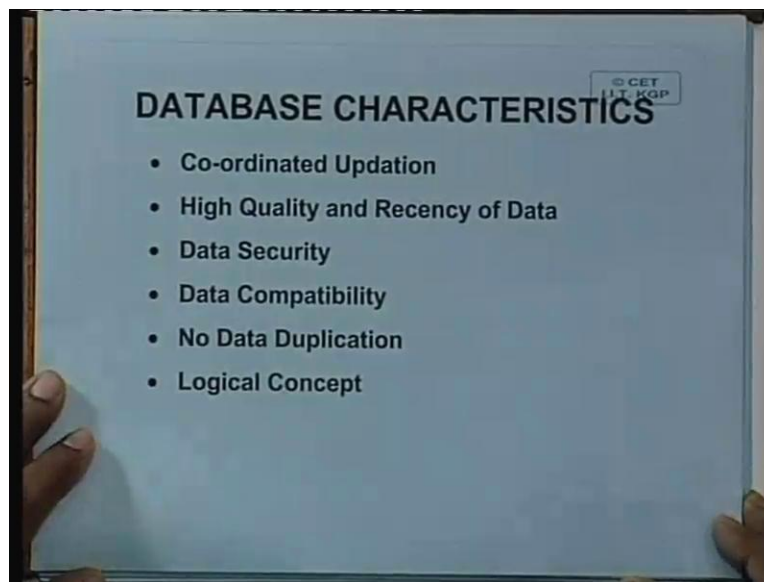 © CET
I.I.T. KGP
DATABASE CHARACTERISTICS
• Co-ordinated Updation
• High Quality and Recency of Data
• Data Security
• Data Compatibility
• No Data Duplication
• Logical Concept